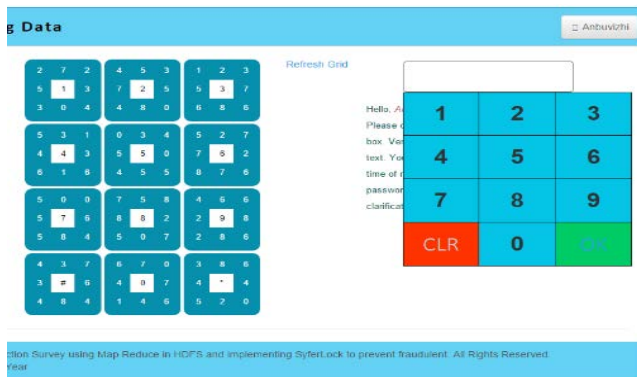 g Data
Anbuvizhi
Refresh Grid
2 7 2 4 5 3 1 2 3
5 1 3 7 2 5 5 3 7
3 0 4 4 8 0 6 8 6
5 3 1 0 3 4 5 2 7
4 4 3 5 5 0 7 6 2
6 1 6 4 5 5 8 7 6
5 0 0 7 5 8 4 6 6
5 7 6 8 8 2 2 9 8
5 8 4 5 0 7 2 8 6
4 3 7 6 7 0 3 8 6
3 # 6 4 0 7 4 * 4
4 8 4 1 4 6 5 2 0
Hello, A
Please
box. Ver
text. You
time of r
passwor
clarificat
1 2 3
4 5 6
7 8 9
CLR 0 OK
ction Survey using Map Reduce in HDFS and implementing SyferLock to prevent fraudulent. All Rights Reserved.
Year